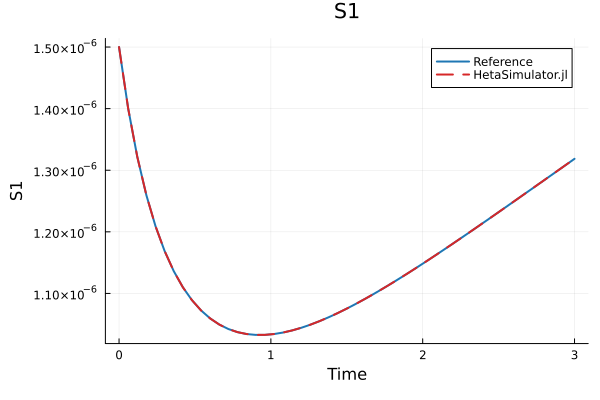 S1
1.50×10⁻⁶
1.40×10⁻⁶
1.30×10⁻⁶
1.20×10⁻⁶
1.10×10⁻⁶
S1
Reference
HetaSimulator.jl
0 1 2 3
Time